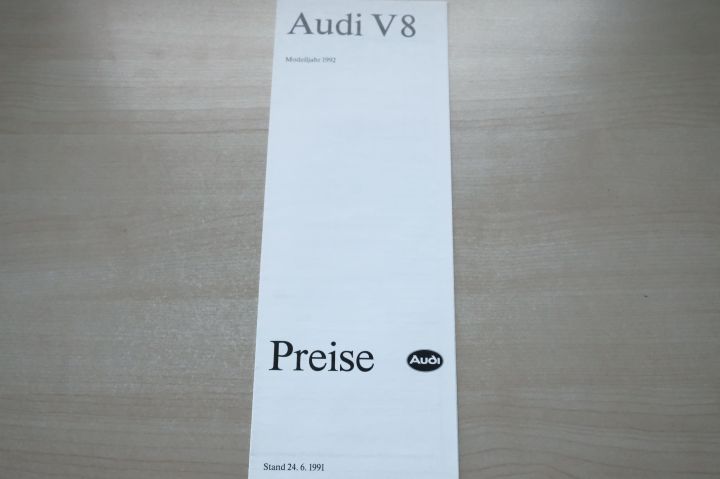 Audi V8
Modelljahr 1992
Preise
Audi
Stand 24. 6. 1991